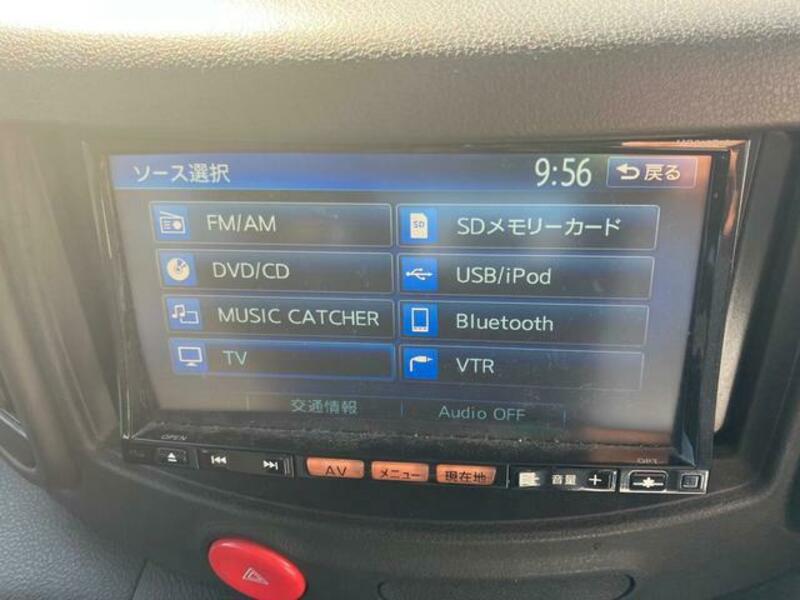 ソース選択 9:56 戻る
FM/AM SD SDメモリーカード
DVD/CD USB/iPod
MUSIC CATCHER Bluetooth
TV VTR
交通情報 Audio OFF
OPEN
AV メニュー 現在地 音量 +